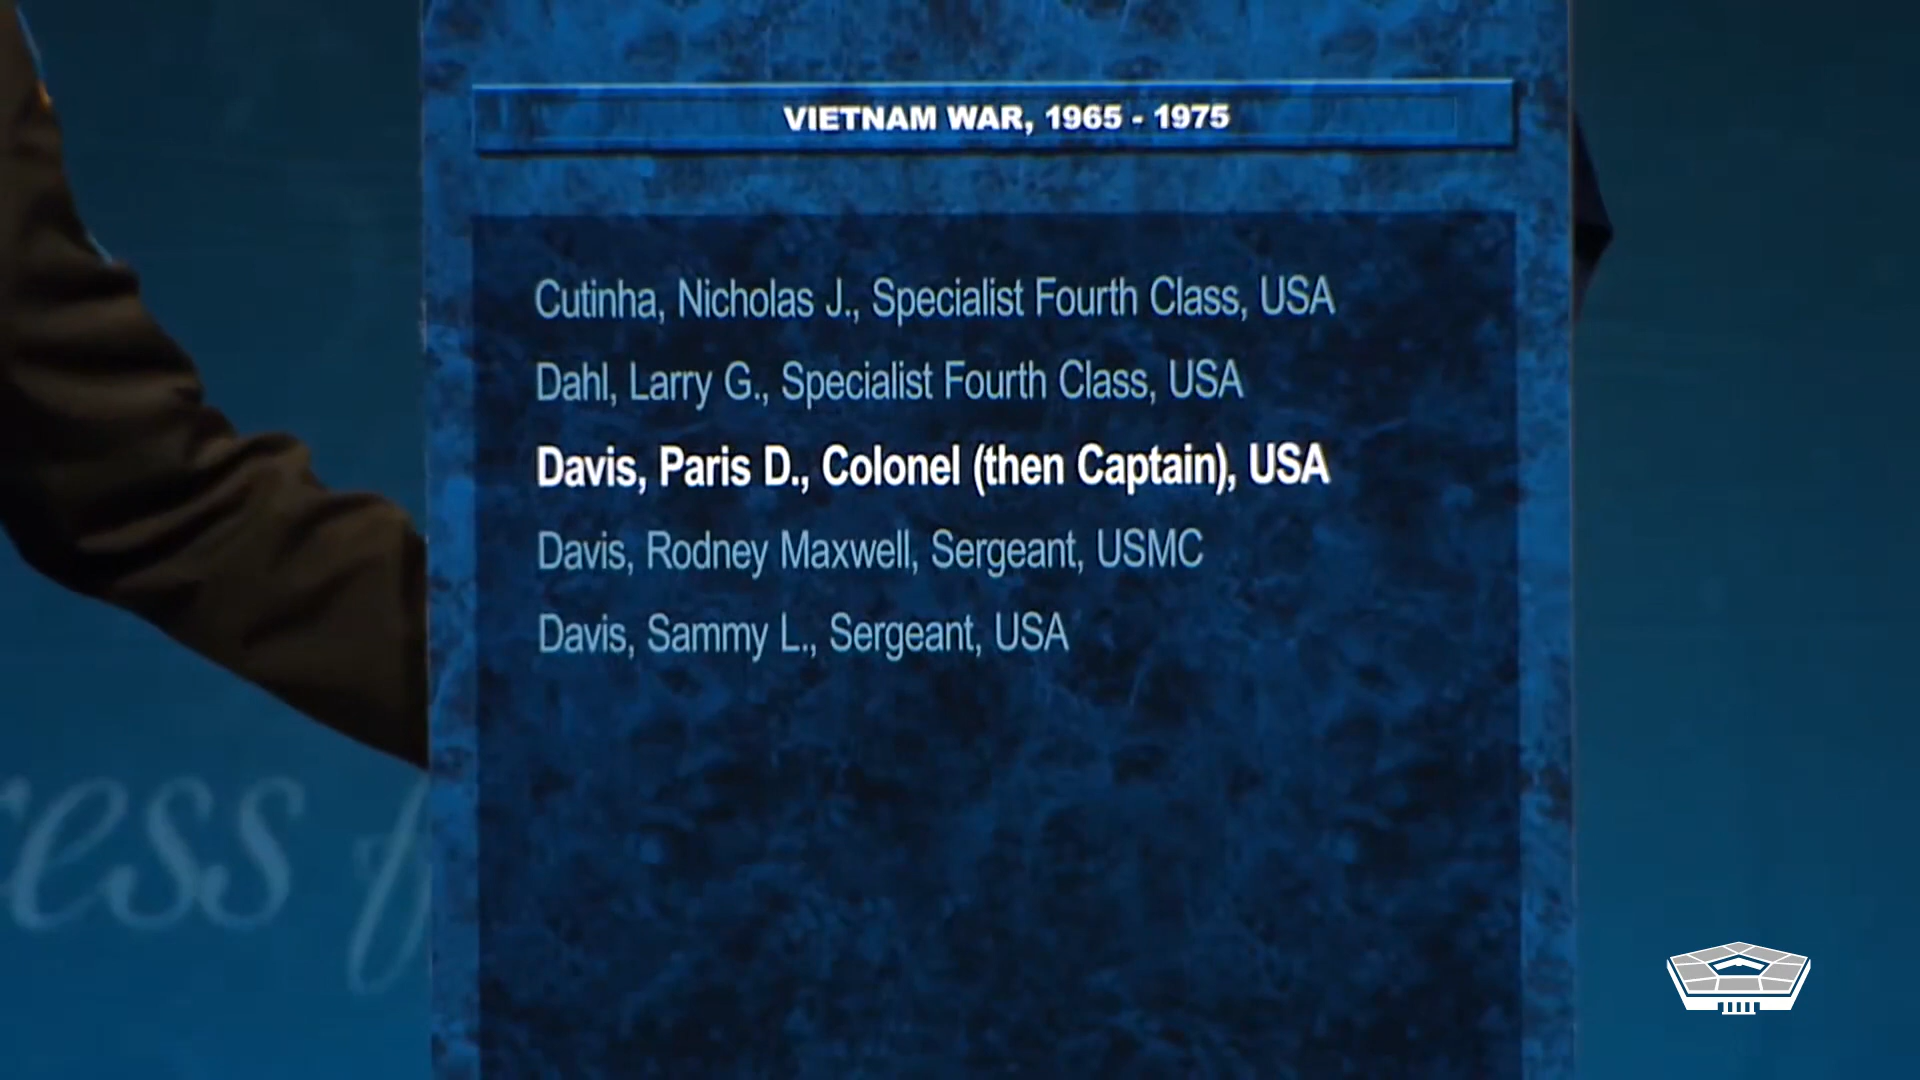 VIETNAM WAR, 1965 - 1975
Cutinha, Nicholas J., Specialist Fourth Class, USA
Dahl, Larry G., Specialist Fourth Class, USA
Davis, Paris D., Colonel (then Captain), USA
Davis, Rodney Maxwell, Sergeant, USMC
Davis, Sammy L., Sergeant, USA